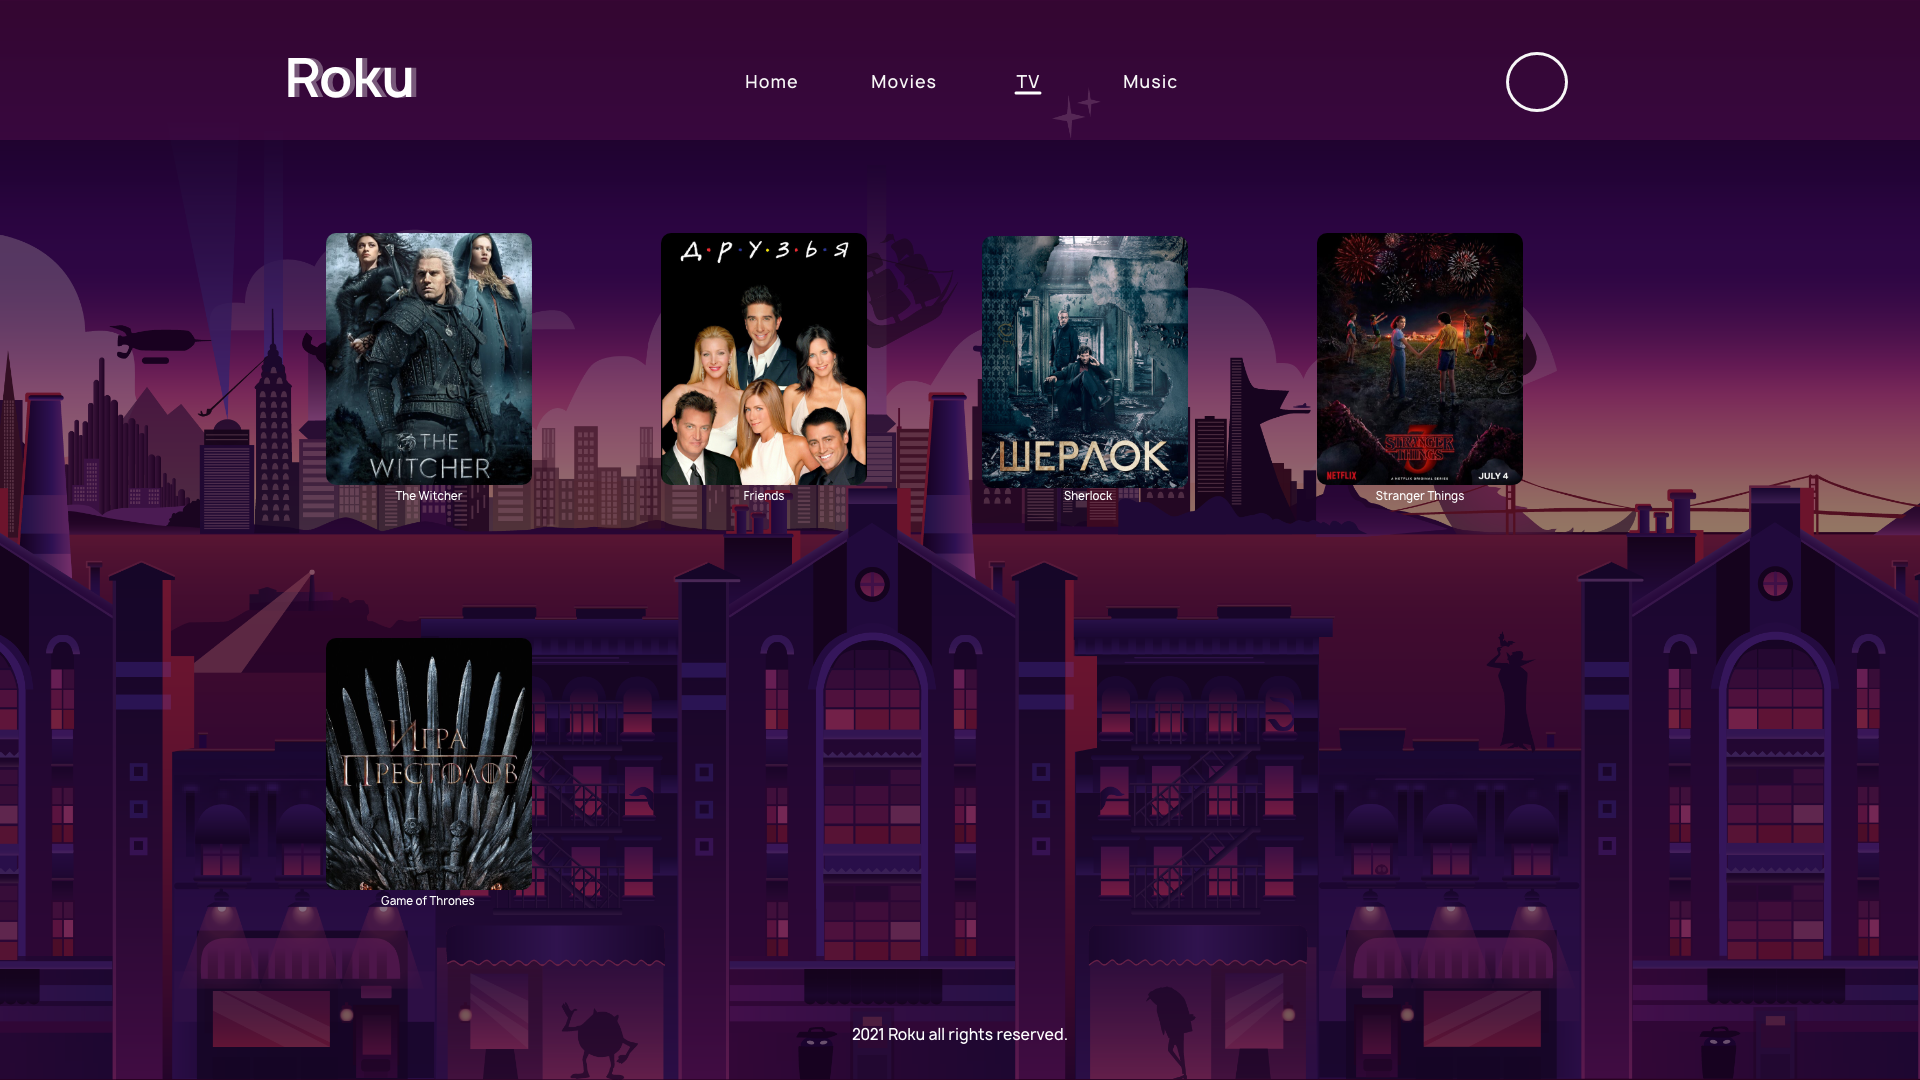 Roku
Home
Movies
TV
Music
THE
WITCHER
The Witcher
Д·Р·У·З·Ь·Я
Friends
ШЕРЛОК
Sherlock
STRANGER
THINGS
3
NETFLIX
A NETFLIX ORIGINAL SERIES
JULY 4
Stranger Things
ИГРА
ПРЕСТОЛОВ
Game of Thrones
2021 Roku all rights reserved.